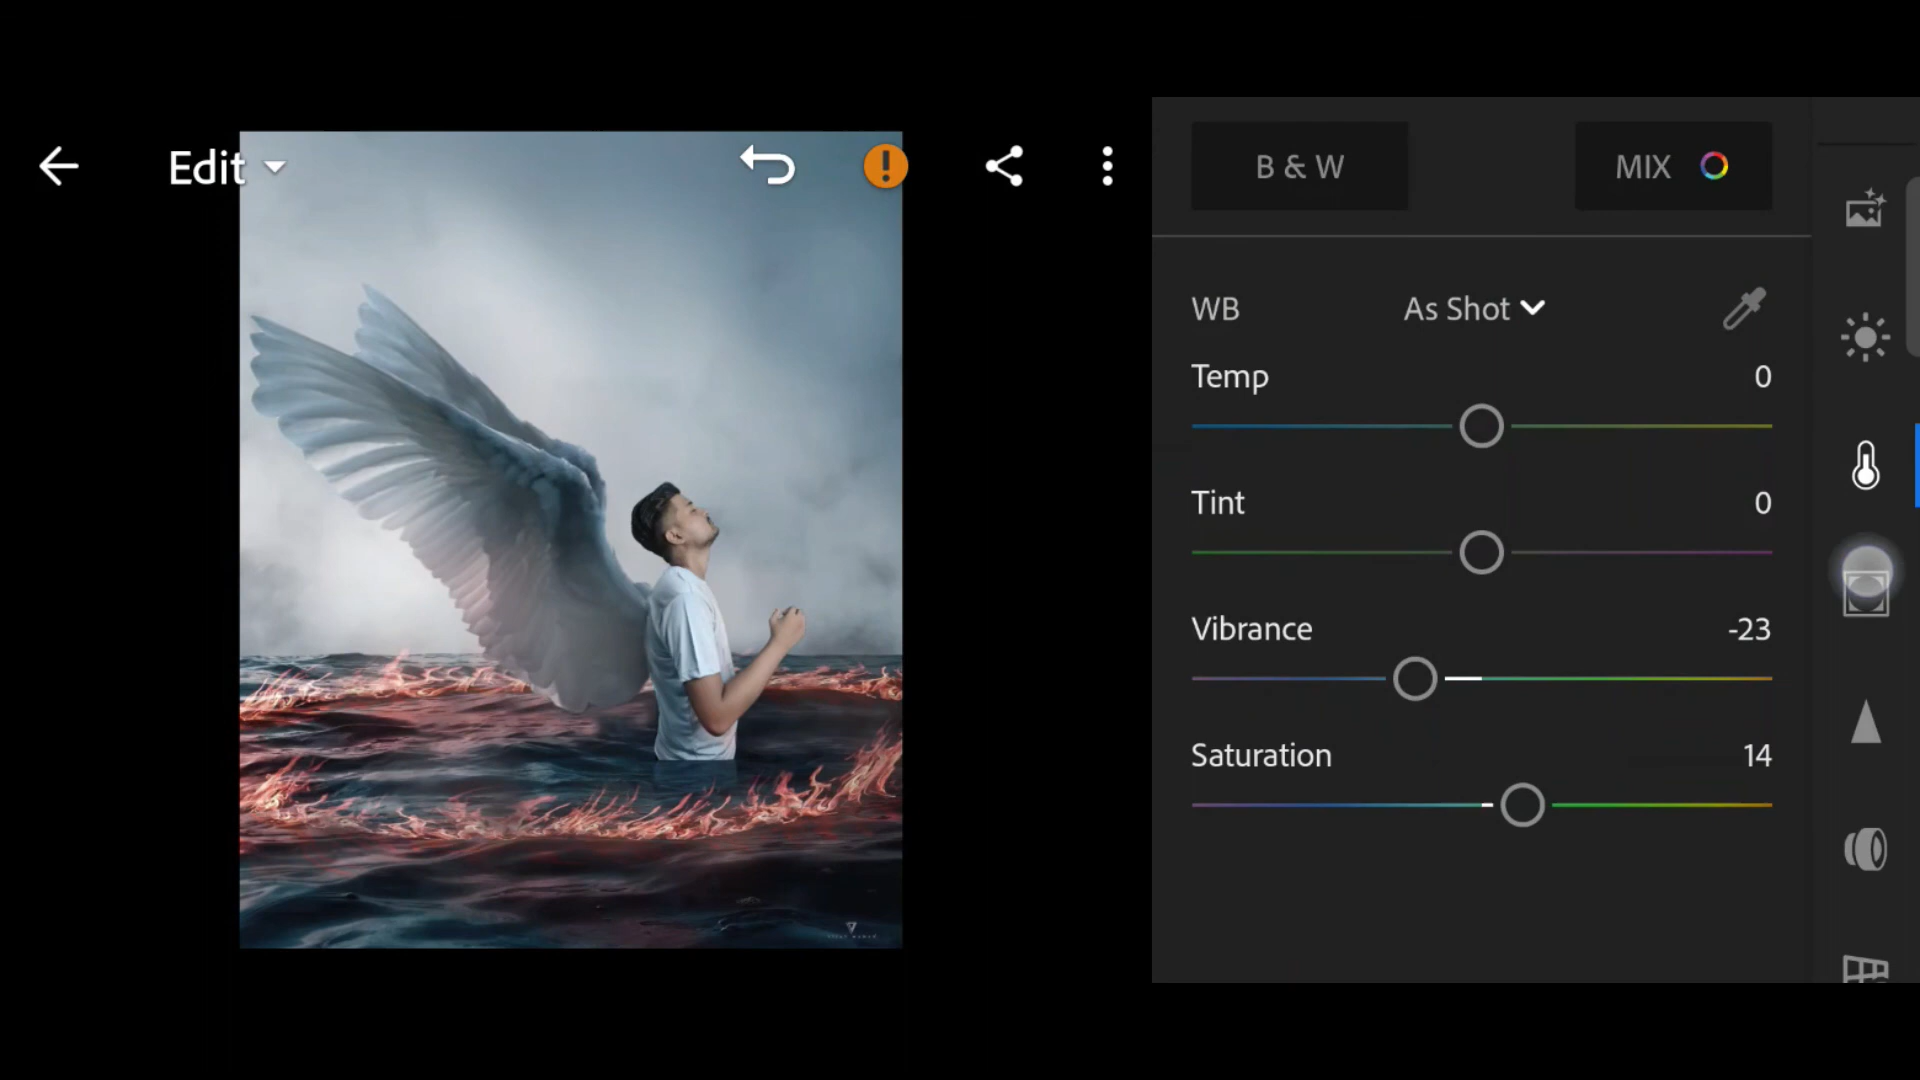 Edit
B & W
MIX
WB
As Shot
Temp
0
Tint
0
Vibrance
-23
Saturation
14